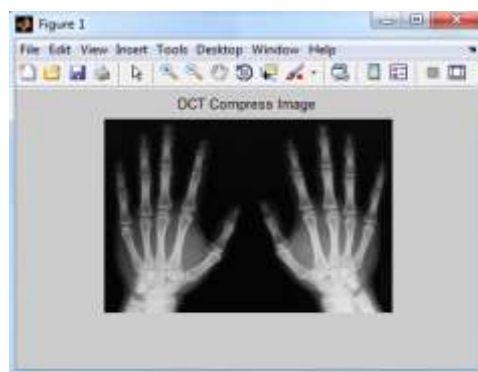 Figure 1
File Edit View Insert Tools Desktop Window Help
DCT Compress Image